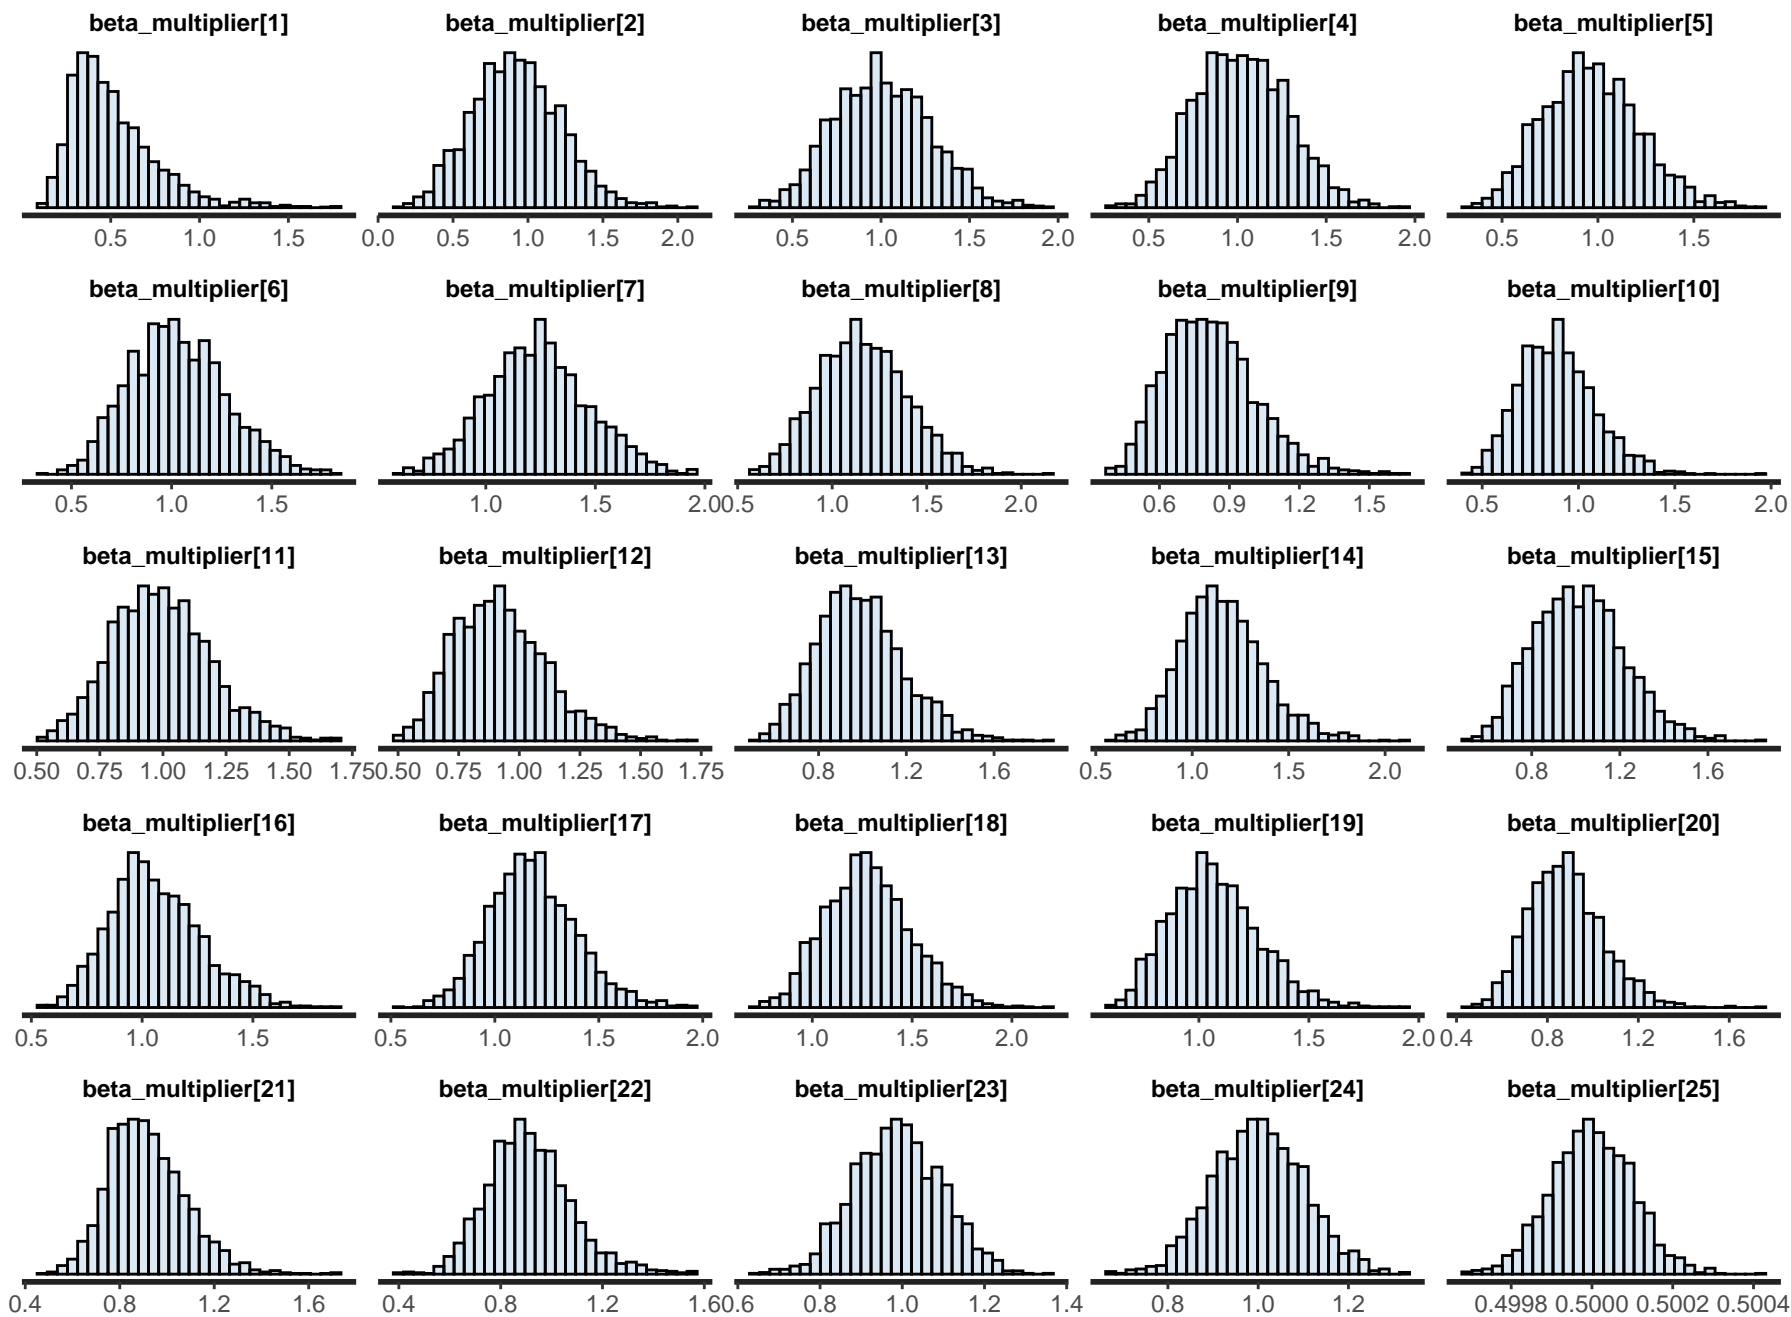 beta_multiplier[1] beta_multiplier[2] beta_multiplier[3] beta_multiplier[4] beta_multiplier[5]
0.5 1.0 1.5 0.0 0.5 1.0 1.5 2.0 0.5 1.0 1.5 2.0 0.5 1.0 1.5 2.0 0.5 1.0 1.5
beta_multiplier[6] beta_multiplier[7] beta_multiplier[8] beta_multiplier[9] beta_multiplier[10]
0.5 1.0 1.5 1.0 1.5 2.0 0.5 1.0 1.5 2.0 0.6 0.9 1.2 1.5 0.5 1.0 1.5 2.0
beta_multiplier[11] beta_multiplier[12] beta_multiplier[13] beta_multiplier[14] beta_multiplier[15]
0.50 0.75 1.00 1.25 1.50 1.75 0.50 0.75 1.00 1.25 1.50 1.75 0.8 1.2 1.6 0.5 1.0 1.5 2.0 0.8 1.2 1.6
beta_multiplier[16] beta_multiplier[17] beta_multiplier[18] beta_multiplier[19] beta_multiplier[20]
0.5 1.0 1.5 0.5 1.0 1.5 2.0 1.0 1.5 2.0 1.0 1.5 2.0 0.4 0.8 1.2 1.6
beta_multiplier[21] beta_multiplier[22] beta_multiplier[23] beta_multiplier[24] beta_multiplier[25]
0.4 0.8 1.2 1.6 0.4 0.8 1.2 1.6 0.6 0.8 1.0 1.2 1.4 0.8 1.0 1.2 0.4998 0.5000 0.5002 0.5004